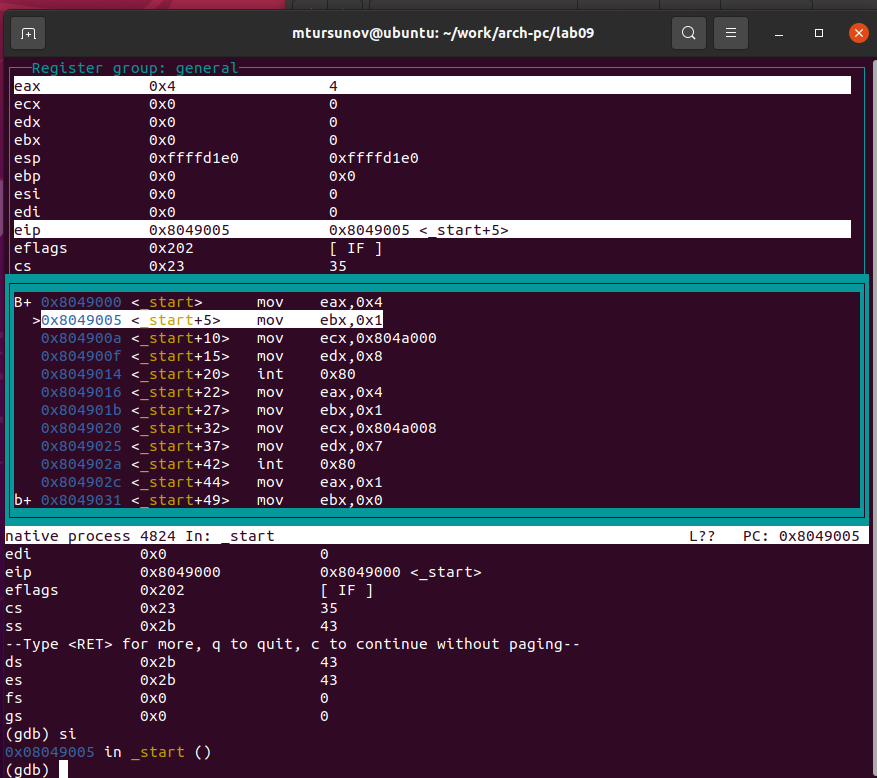 mtursunov@ubuntu: ~/work/arch-pc/lab09
Register group: general
eax 0x4 4
ecx 0x0 0
edx 0x0 0
ebx 0x0 0
esp 0xffffd1e0 0xffffd1e0
ebp 0x0 0x0
esi 0x0 0
edi 0x0 0
eip 0x8049005 0x8049005 <_start+5>
eflags 0x202 [ IF ]
cs 0x23 35
B+ 0x8049000 <_start> mov eax,0x4
>0x8049005 <_start+5> mov ebx,0x1
0x804900a <_start+10> mov ecx,0x804a000
0x804900f <_start+15> mov edx,0x8
0x8049014 <_start+20> int 0x80
0x8049016 <_start+22> mov eax,0x4
0x804901b <_start+27> mov ebx,0x1
0x8049020 <_start+32> mov ecx,0x804a008
0x8049025 <_start+37> mov edx,0x7
0x804902a <_start+42> int 0x80
0x804902c <_start+44> mov eax,0x1
b+ 0x8049031 <_start+49> mov ebx,0x0
native process 4824 In: _start L?? PC: 0x8049005
edi 0x0 0
eip 0x8049000 0x8049000 <_start>
eflags 0x202 [ IF ]
cs 0x23 35
ss 0x2b 43
--Type <RET> for more, q to quit, c to continue without paging--
ds 0x2b 43
es 0x2b 43
fs 0x0 0
gs 0x0 0
(gdb) si
0x08049005 in _start ()
(gdb)